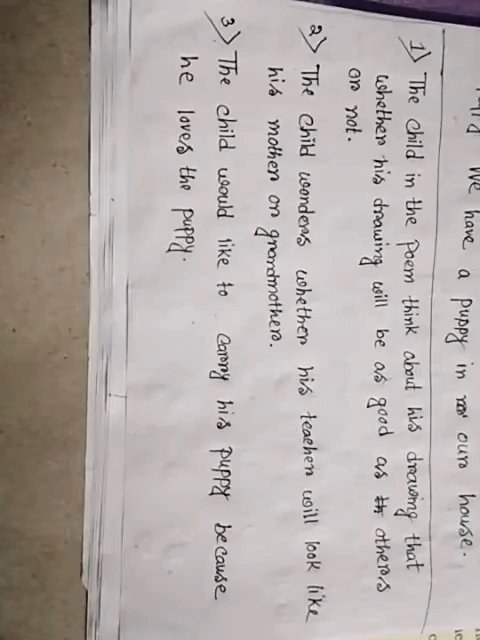 we have a puppy in our house.
1) The child in the poem think about his drawing that
whether his drawing will be as good as others
or not.
2) The child wonders whether his teacher will look like
his mother or grandmother.
3) The child would like to carry his puppy because
he loves the puppy.